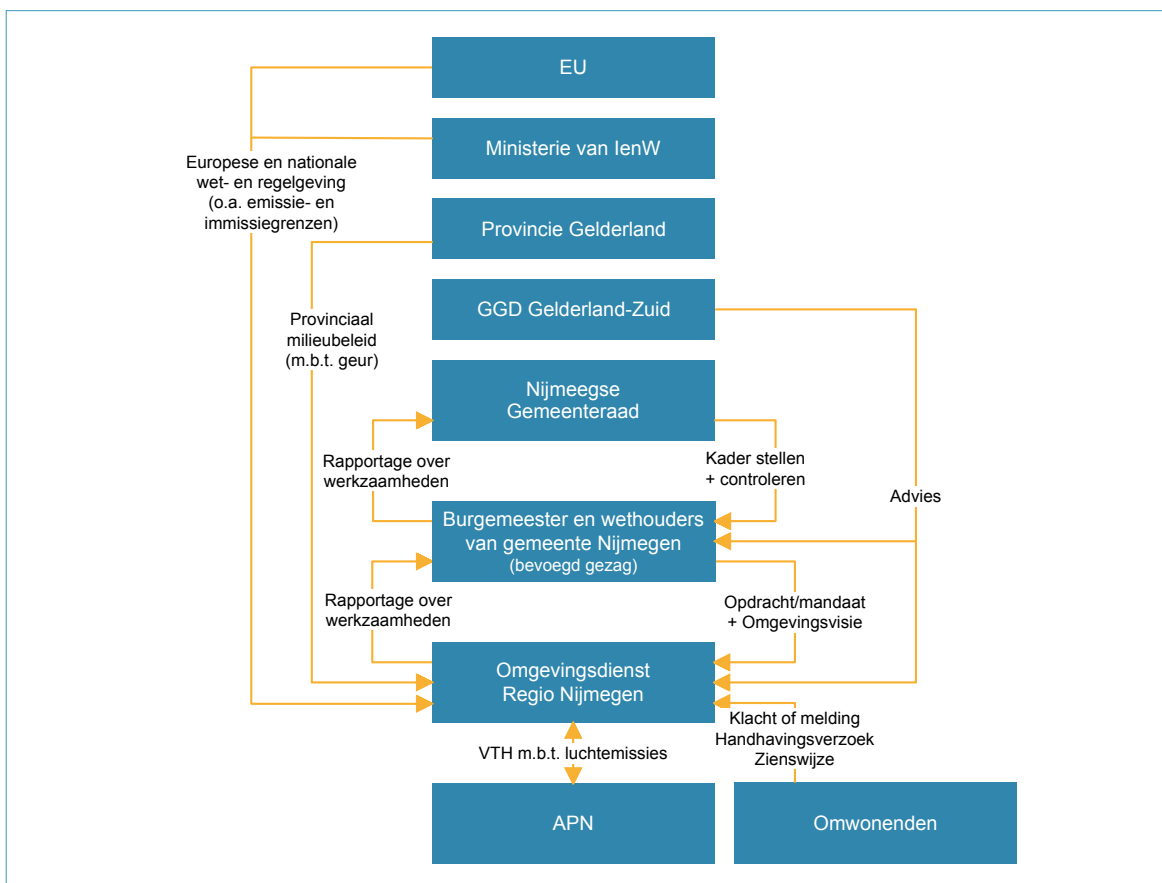 EU
Ministerie van IenW
Europese en nationale
wet- en regelgeving
(o.a. emissie- en
immissiegrenzen)
Provincie Gelderland
GGD Gelderland-Zuid
Provinciaal
milieubeleid
(m.b.t. geur)
Nijmeegse
Gemeenteraad
Rapportage over
werkzaamheden
Kader stellen
+ controleren
Advies
Burgemeester en wethouders
van gemeente Nijmegen
(bevoegd gezag)
Rapportage over
werkzaamheden
Opdracht/mandaat
+ Omgevingsvisie
Omgevingsdienst
Regio Nijmegen
Klacht of melding
Handhavingsverzoek
Zienswijze
VTH m.b.t. luchtemissies
APN
Omwonenden